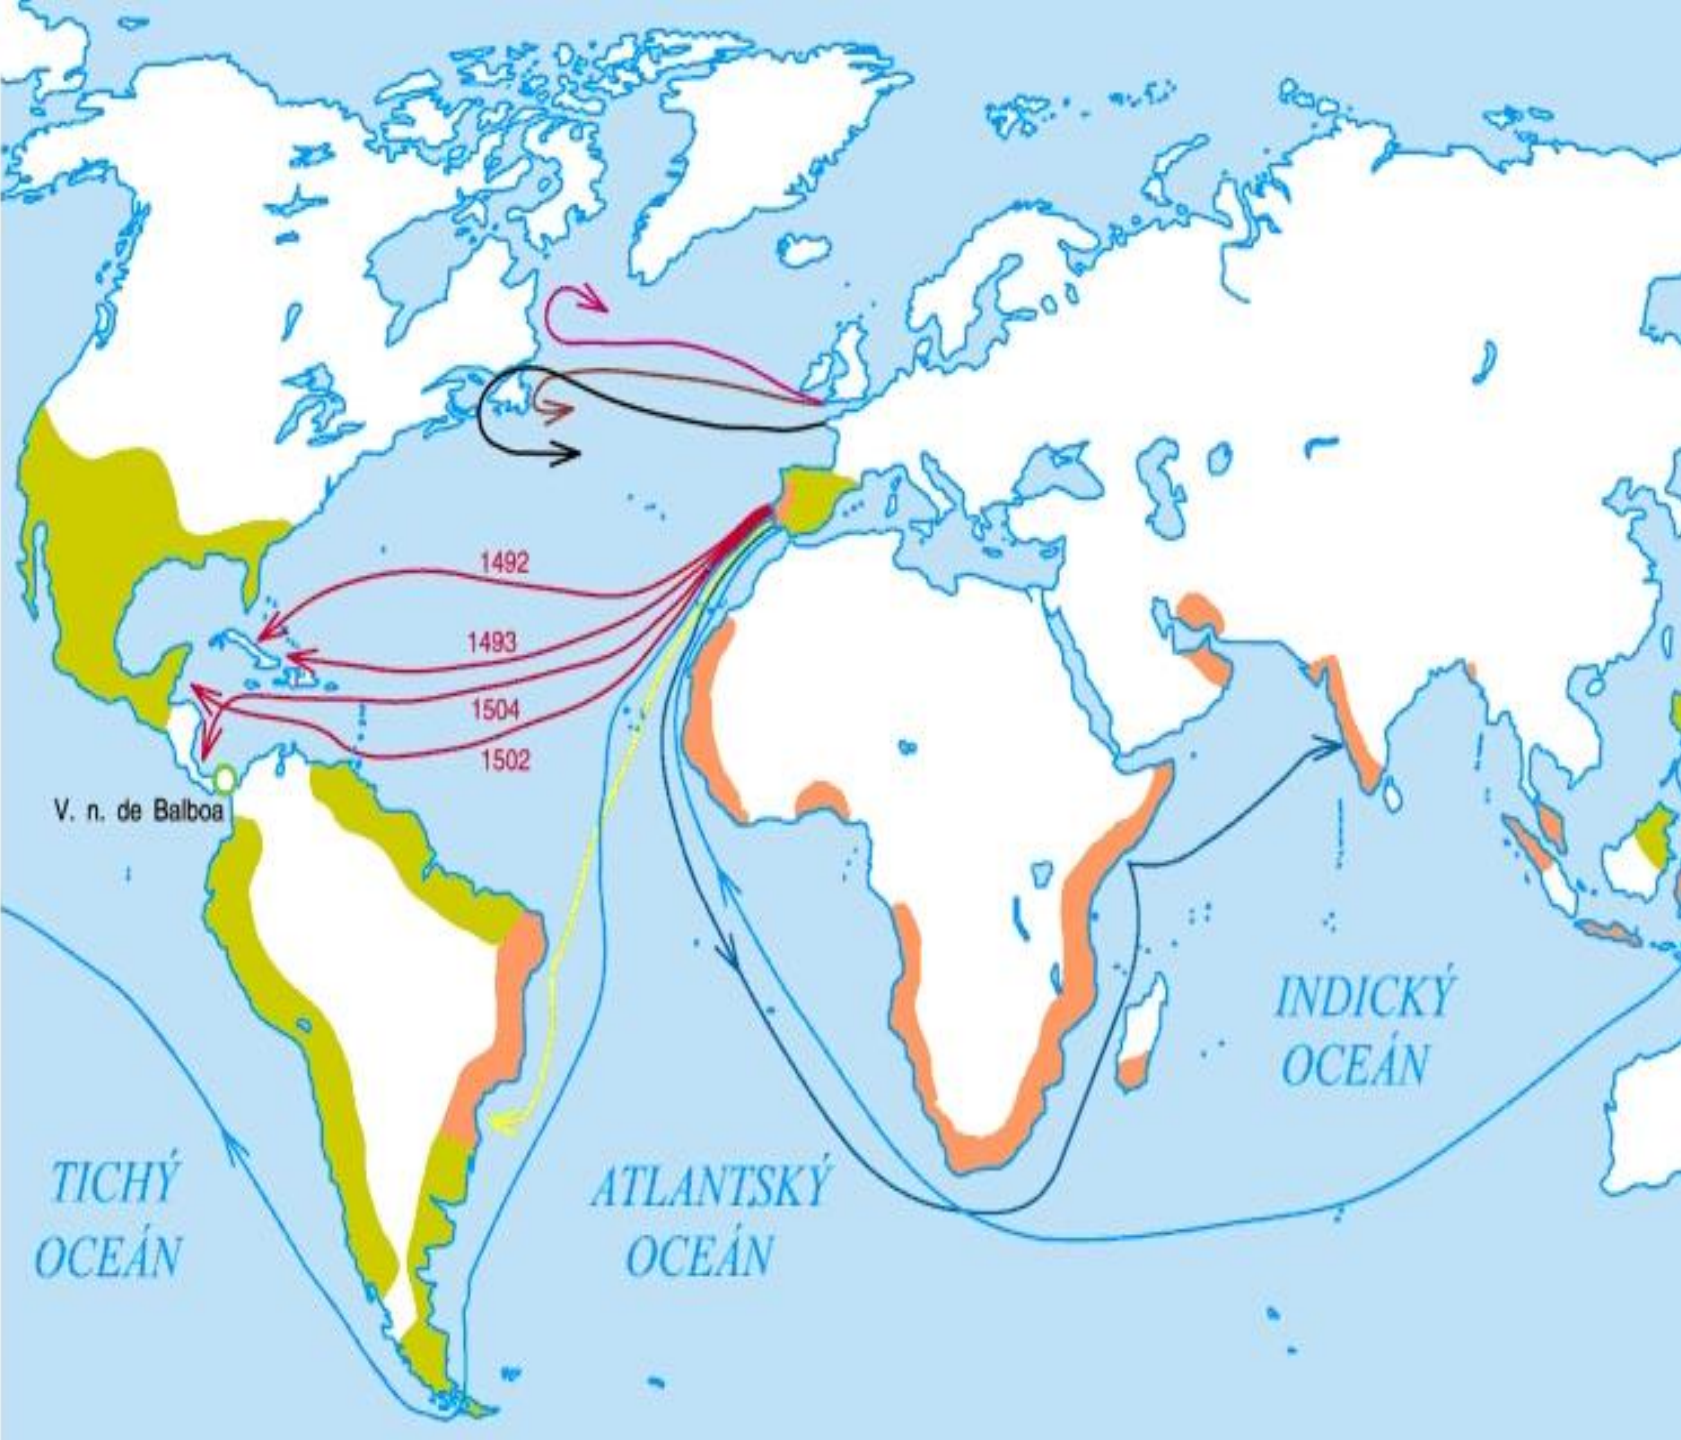 1492
1493
1504
1502
V. n. de Balboa
INDICKÝ
OCEÁN
TICHÝ
OCEÁN
ATLANTSKÝ
OCEÁN